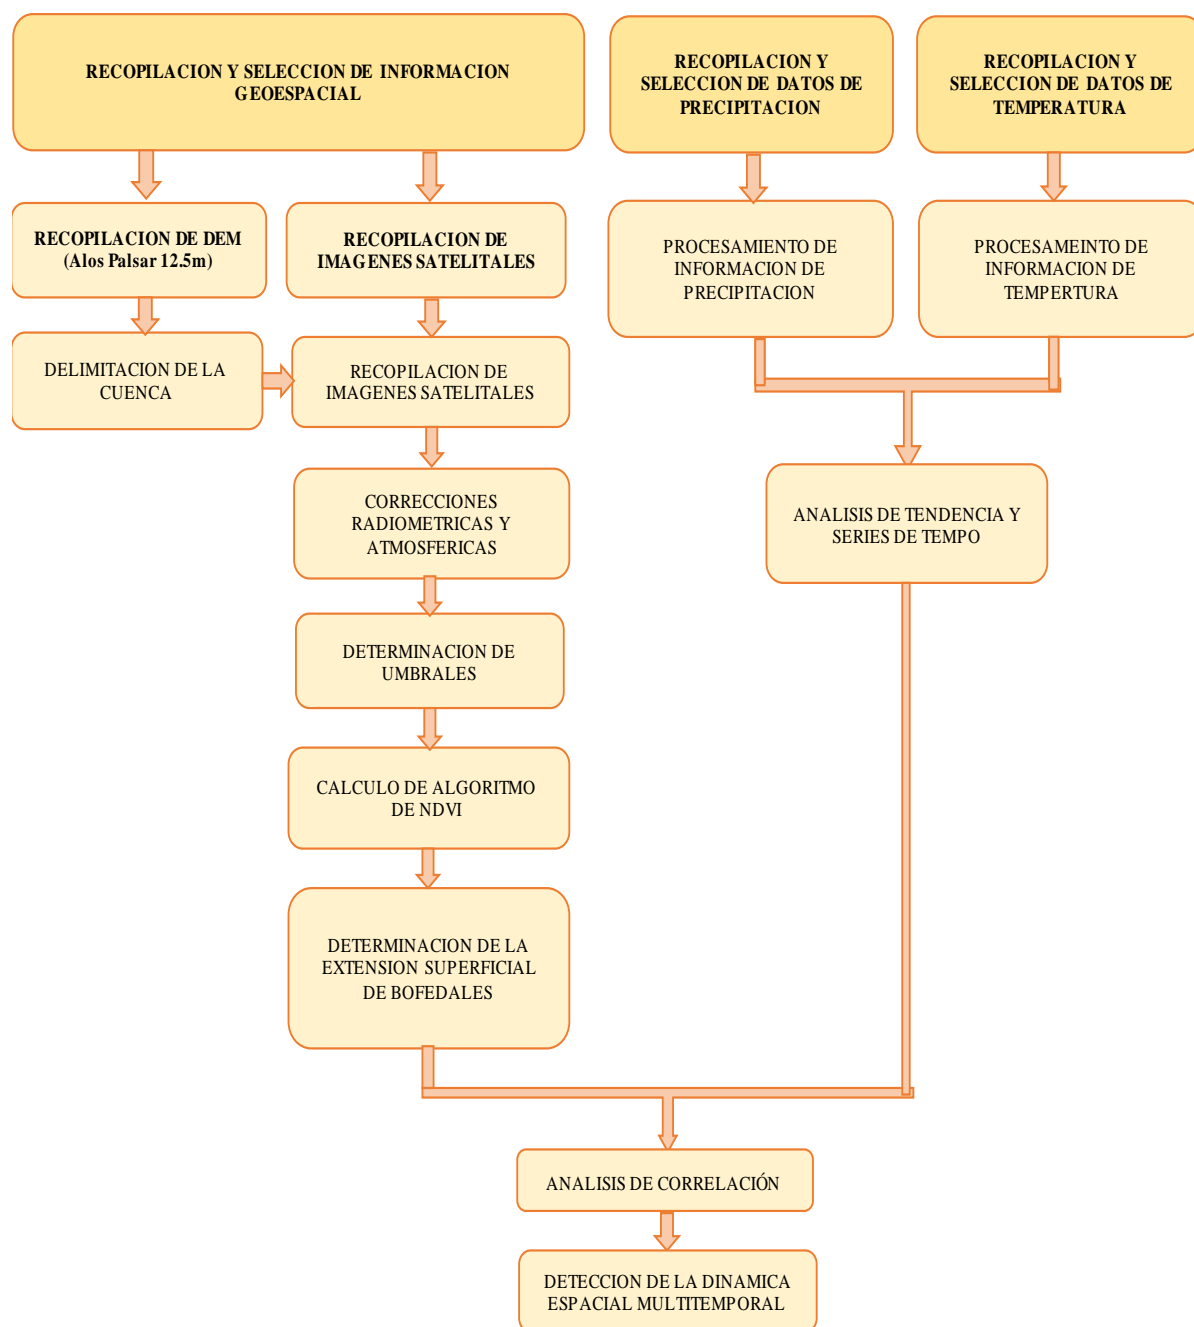 RECOPILACION Y SELECCION DE INFORMACION
GEOESPACIAL
RECOPILACION Y
SELECCION DE DATOS DE
PRECIPITACION
RECOPILACION Y
SELECCION DE DATOS DE
TEMPERATURA
RECOPILACION DE DEM
(Alos Palsar 12.5m)
RECOPILACION DE
IMAGENES SATELITALES
PROCESAMIENTO DE
INFORMACION DE
PRECIPITACION
PROCESAMEINTO DE
INFORMACION DE
TEMPERTURA
DELIMITACION DE LA
CUENCA
RECOPILACION DE
IMAGENES SATELITALES
CORRECCIONES
RADIOMETRICAS Y
ATMOSFERICAS
ANALISIS DE TENDENCIA Y
SERIES DE TEMPO
DETERMINACION DE
UMBRALES
CALCULO DE ALGORITMO
DE NDVI
DETERMINACION DE LA
EXTENSION SUPERFICIAL
DE BOFEDALES
ANALISIS DE CORRELACIÓN
DETECCION DE LA DINAMICA
ESPACIAL MULTITEMPORAL